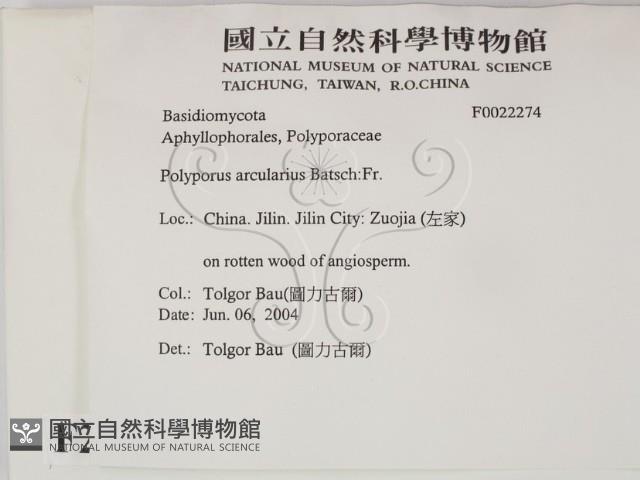 國立自然科學博物館
NATIONAL MUSEUM OF NATURAL SCIENCE
TAICHUNG, TAIWAN, R.O.CHINA
Basidiomycota F0022274
Aphyllophorales, Polyporaceae
Polyporus arcularius Batsch:Fr.
Loc.: China. Jilin. Jilin City: Zuojia (左家)
on rotten wood of angiosperm.
Col.: Tolgor Bau(圖力古爾)
Date: Jun. 06, 2004
Det.: Tolgor Bau (圖力古爾)
國立自然科學博物館
NATIONAL MUSEUM OF NATURAL SCIENCE